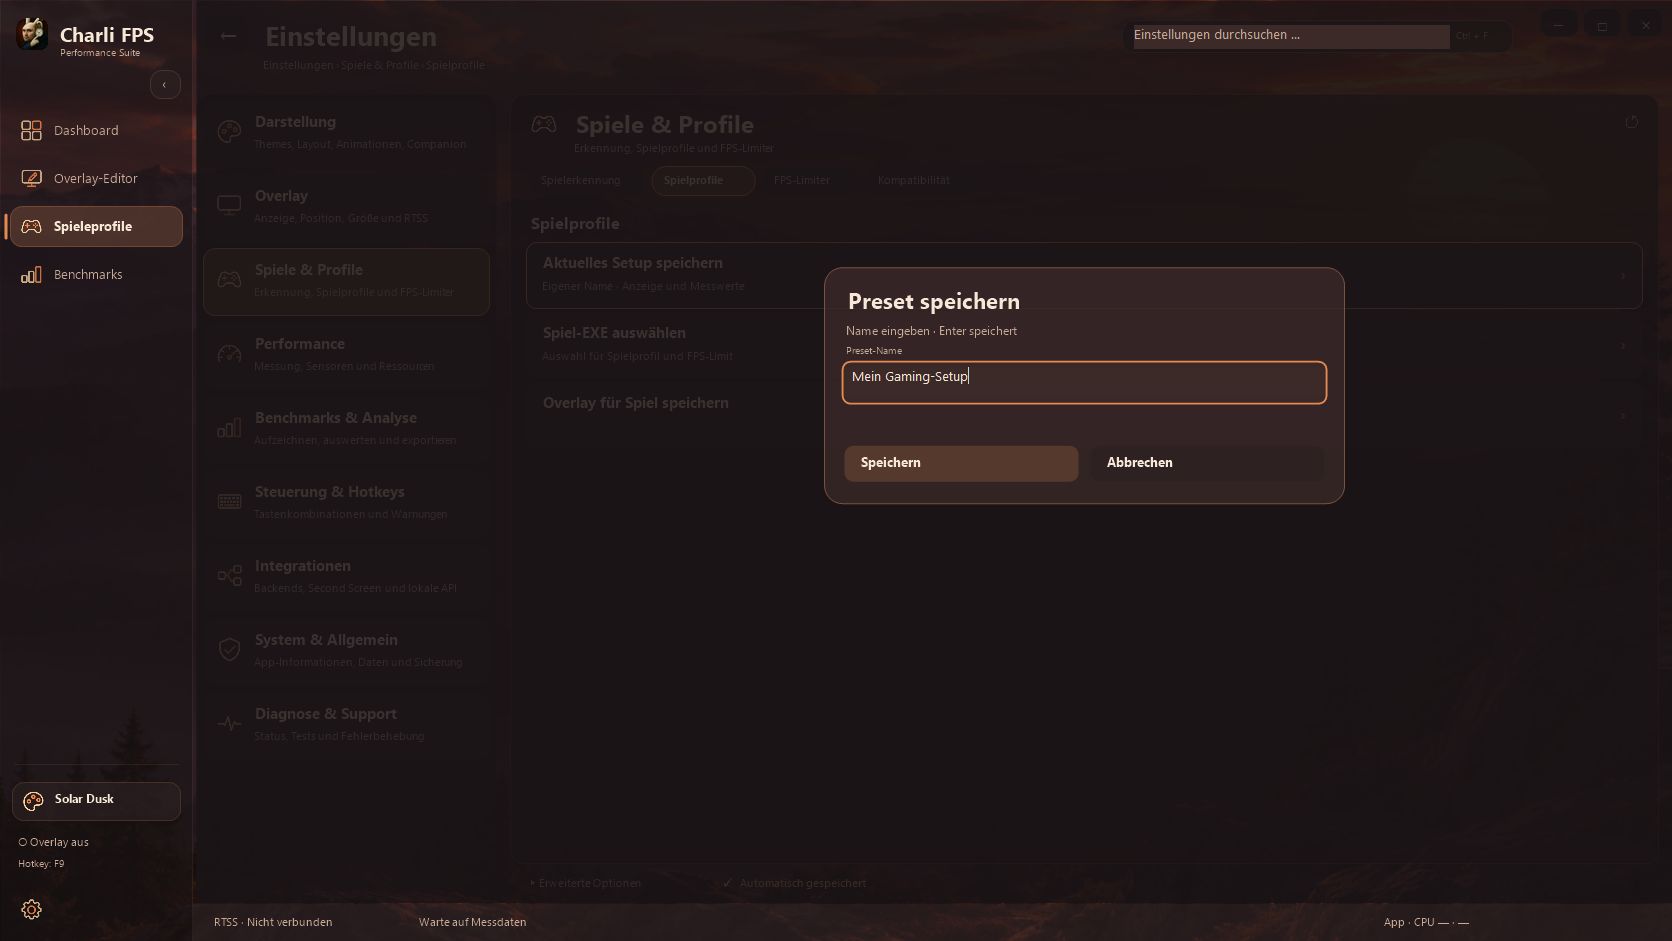 Charli FPS
Performance Suite
Dashboard
Overlay-Editor
Spieleprofile
Benchmarks
Solar Dusk
Overlay aus
Hotkey: F9
Einstellungen
Einstellungen · Spiele & Profile · Spielprofile
Einstellungen durchsuchen ...
Ctrl + F
Darstellung
Themes, Layout, Animationen, Companion
Overlay
Anzeige, Position, Größe und RTSS
Spiele & Profile
Erkennung, Spielprofile und FPS-Limiter
Performance
Messung, Sensoren und Ressourcen
Benchmarks & Analyse
Aufzeichnen, auswerten und exportieren
Steuerung & Hotkeys
Tastenkombinationen und Warnungen
Integrationen
Backends, Second Screen und lokale API
System & Allgemein
App-Informationen, Daten und Sicherung
Diagnose & Support
Status, Tests und Fehlerbehebung
Spiele & Profile
Erkennung, Spielprofile und FPS-Limiter
Spielerkennung
Spielprofile
FPS-Limiter
Kompatibilität
Spielprofile
Aktuelles Setup speichern
Eigener Name · Anzeige und Messwerte
Spiel-EXE auswählen
Auswahl für Spielprofil und FPS-Limit
Overlay für Spiel speichern
Preset speichern
Name eingeben · Enter speichert
Preset-Name
Mein Gaming-Setup
Speichern
Abbrechen
Erweiterte Optionen
✓ Automatisch gespeichert
RTSS · Nicht verbunden
Warte auf Messdaten
App · CPU — · —